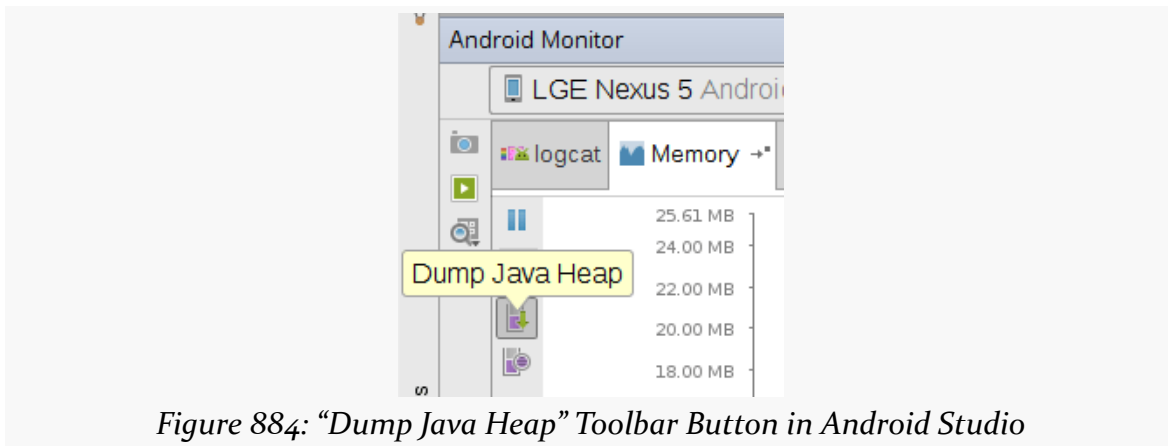 Android Monitor
LGE Nexus 5 Androi
logcat Memory
25.61 MB
24.00 MB
Dump Java Heap
22.00 MB
20.00 MB
18.00 MB
s
Figure 884: “Dump Java Heap” Toolbar Button in Android Studio